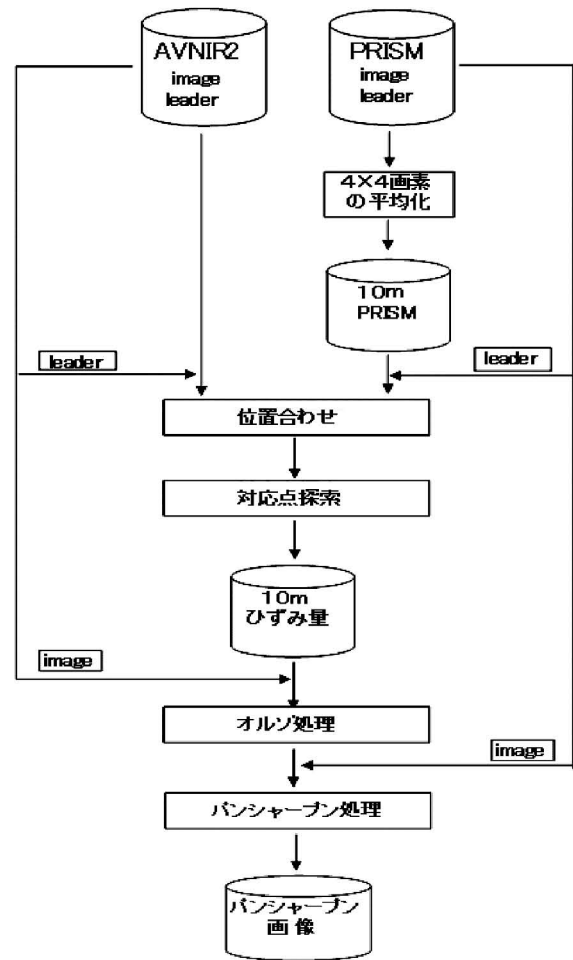 AVNIR2
image
leader
PRISM
image
leader
4×4画素
の平均化
10m
PRISM
leader
leader
位置合わせ
対応点探索
10m
ひずみ量
image
オルソ処理
image
パンシャープン処理
パンシャープン
画像